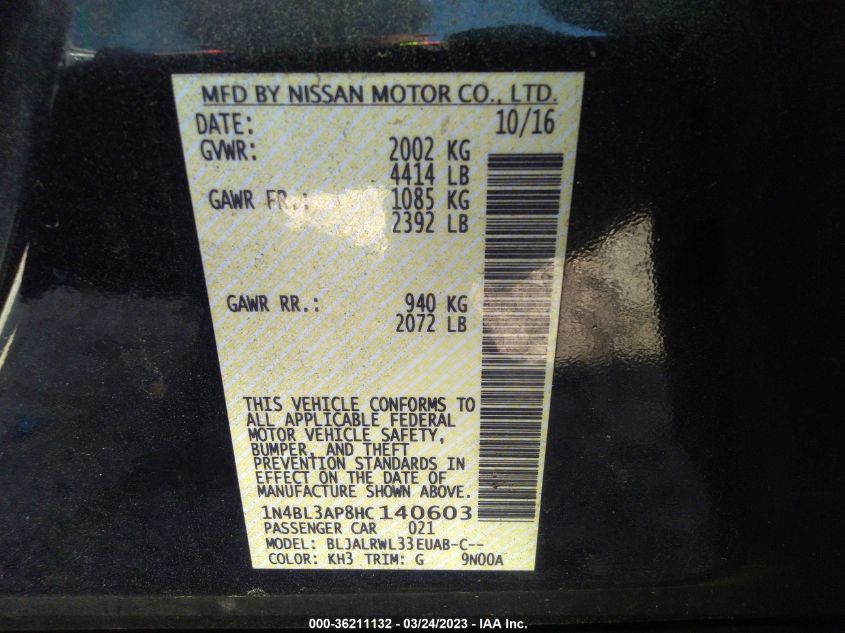 MFD BY NISSAN MOTOR CO., LTD.
DATE: 10/16
GVWR: 2002 KG
4414 LB
GAWR FR.: 1085 KG
2392 LB
GAWR RR.: 940 KG
2072 LB
THIS VEHICLE CONFORMS TO
ALL APPLICABLE FEDERAL
MOTOR VEHICLE SAFETY,
BUMPER, AND THEFT
PREVENTION STANDARDS IN
EFFECT ON THE DATE OF
MANUFACTURE SHOWN ABOVE.
1N4BL3AP8HC140603
PASSENGER CAR 021
MODEL: BLJALRWL33EUAB-C--
COLOR: KH3 TRIM: G 9N00A
000-36211132 - 03/24/2023 - IAA Inc.